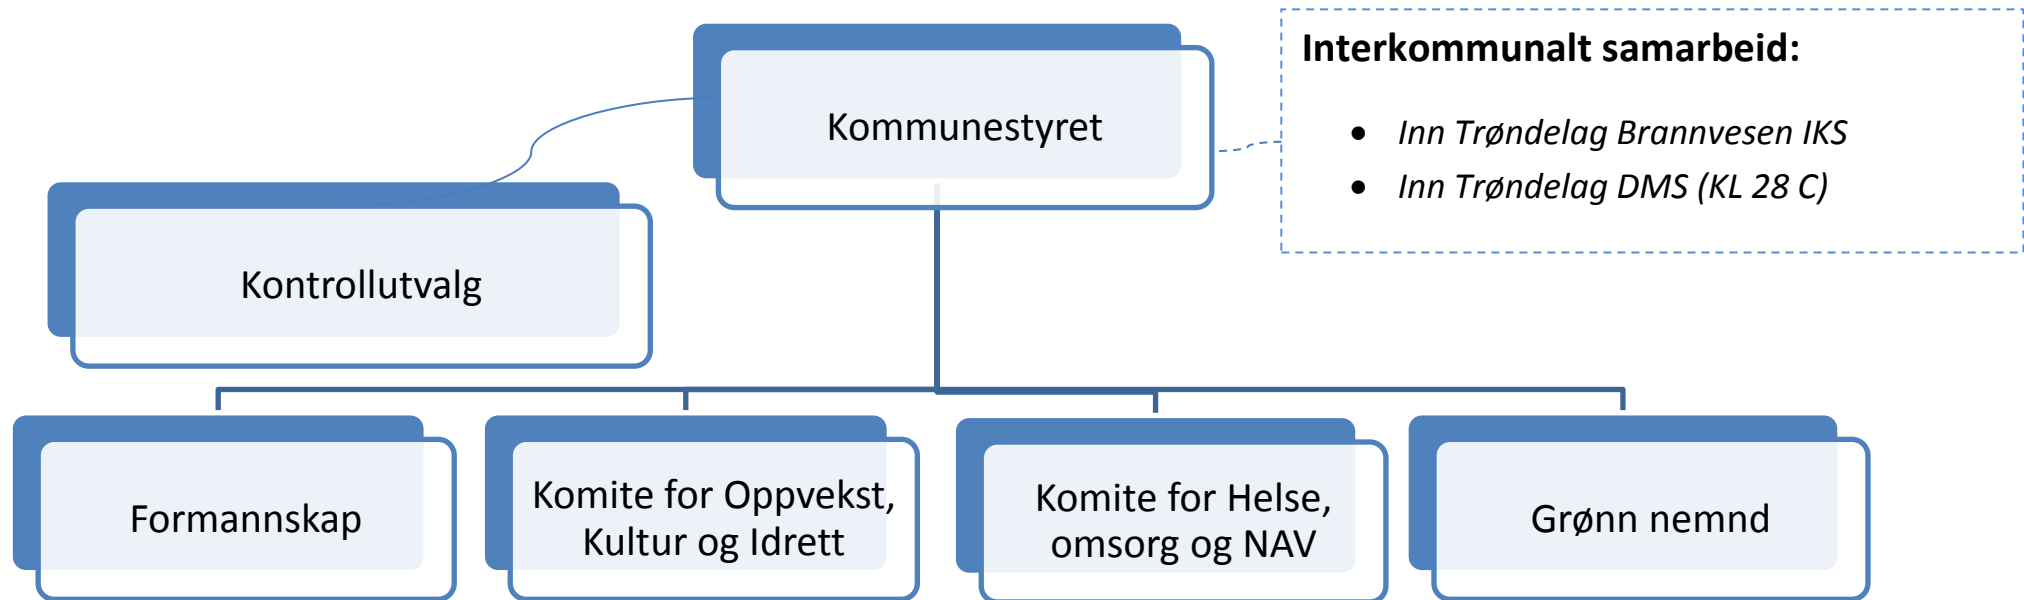 Kommunestyret
Interkommunalt samarbeid:
• Inn Trøndelag Brannvesen IKS
• Inn Trøndelag DMS (KL 28 C)
Kontrollutvalg
Formannskap
Komite for Oppvekst,
Kultur og Idrett
Komite for Helse,
omsorg og NAV
Grønn nemnd